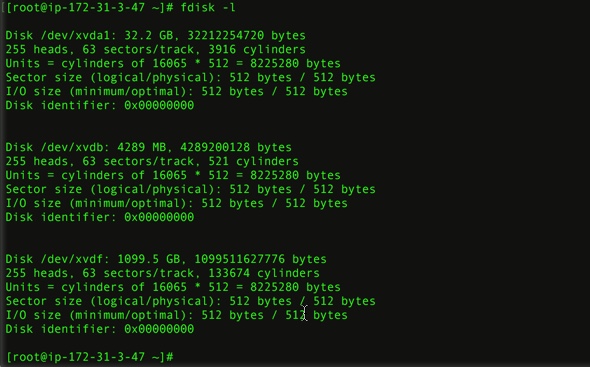 [[root@ip-172-31-3-47 ~]# fdisk -l
Disk /dev/xvda1: 32.2 GB, 32212254720 bytes
255 heads, 63 sectors/track, 3916 cylinders
Units = cylinders of 16065 * 512 = 8225280 bytes
Sector size (logical/physical): 512 bytes / 512 bytes
I/O size (minimum/optimal): 512 bytes / 512 bytes
Disk identifier: 0x00000000
Disk /dev/xvdb: 4289 MB, 4289200128 bytes
255 heads, 63 sectors/track, 521 cylinders
Units = cylinders of 16065 * 512 = 8225280 bytes
Sector size (logical/physical): 512 bytes / 512 bytes
I/O size (minimum/optimal): 512 bytes / 512 bytes
Disk identifier: 0x00000000
Disk /dev/xvdf: 1099.5 GB, 1099511627776 bytes
255 heads, 63 sectors/track, 133674 cylinders
Units = cylinders of 16065 * 512 = 8225280 bytes
Sector size (logical/physical): 512 bytes / 512 bytes
I/O size (minimum/optimal): 512 bytes / 512 bytes
Disk identifier: 0x00000000
[root@ip-172-31-3-47 ~]#